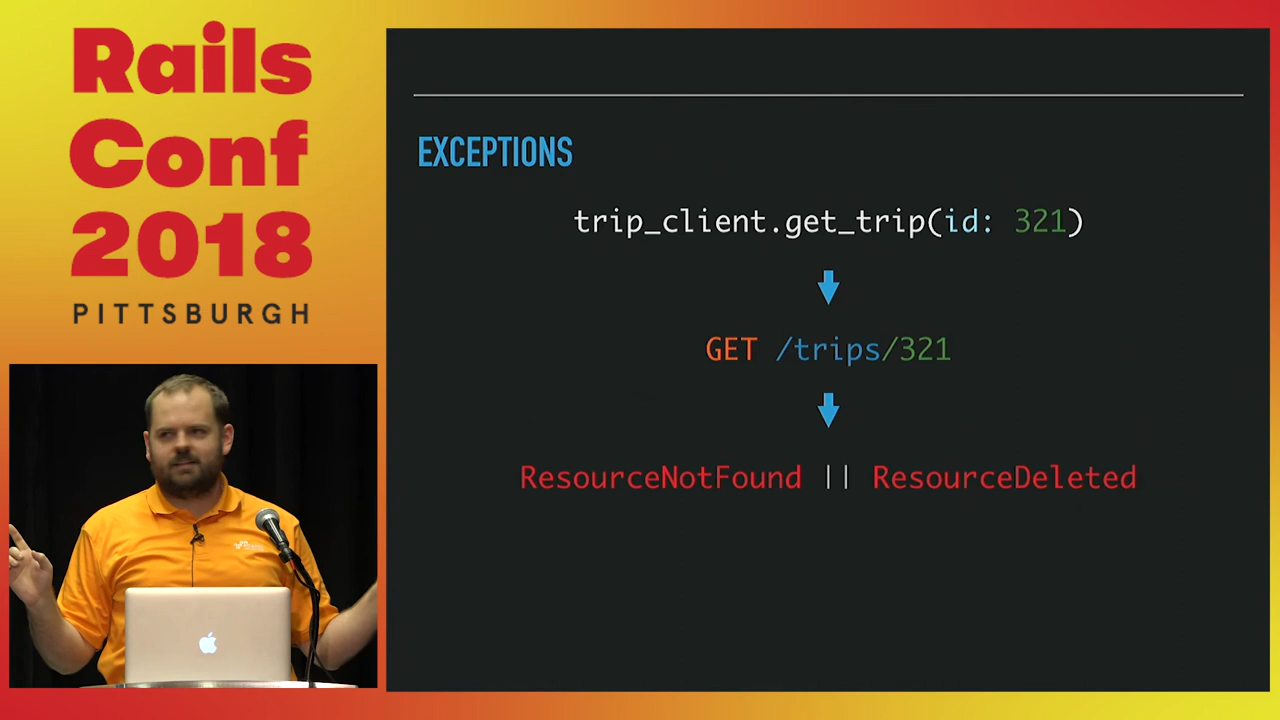 Rails
Conf
2018
PITTSBURGH
EXCEPTIONS
trip_client.get_trip(id: 321)
GET /trips/321
ResourceNotFound || ResourceDeleted